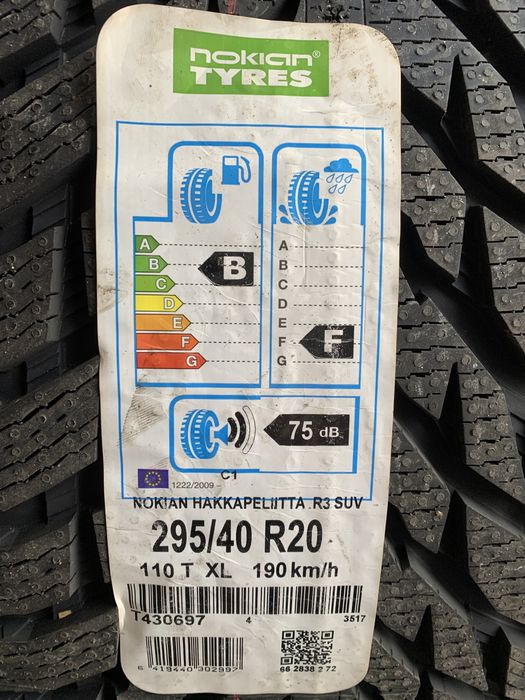 nokian®
TYRES
A
B
C
D
E
F
G
B
A
B
C
D
E
F
G
F
75 dB
1222/2009 - C1
NOKIAN HAKKAPELIITTA R3 SUV
295/40 R20
110 T XL 190 km/h
T430697 4 3517
6 419440 302997
66 2838 2 72